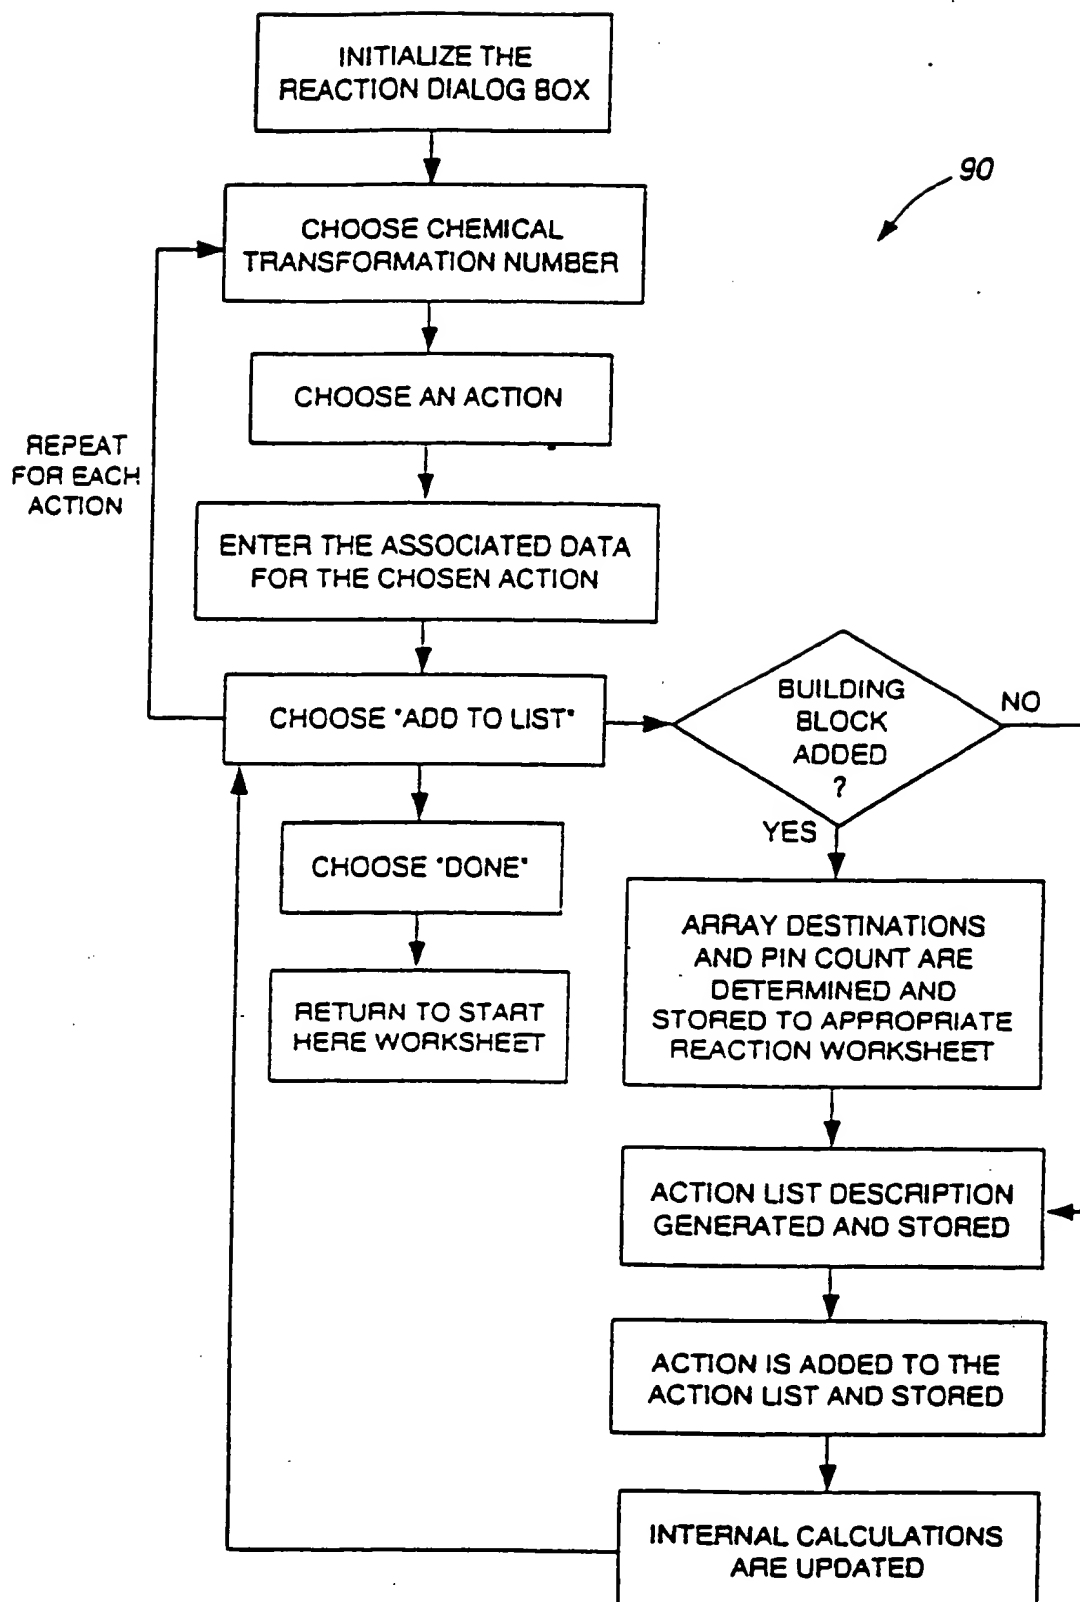 INITIALIZE THE
REACTION DIALOG BOX
90
CHOOSE CHEMICAL
TRANSFORMATION NUMBER
CHOOSE AN ACTION
REPEAT
FOR EACH
ACTION
ENTER THE ASSOCIATED DATA
FOR THE CHOSEN ACTION
CHOOSE "ADD TO LIST"
BUILDING
BLOCK
ADDED
?
NO
YES
CHOOSE "DONE"
RETURN TO START
HERE WORKSHEET
ARRAY DESTINATIONS
AND PIN COUNT ARE
DETERMINED AND
STORED TO APPROPRIATE
REACTION WORKSHEET
ACTION LIST DESCRIPTION
GENERATED AND STORED
ACTION IS ADDED TO THE
ACTION LIST AND STORED
INTERNAL CALCULATIONS
ARE UPDATED